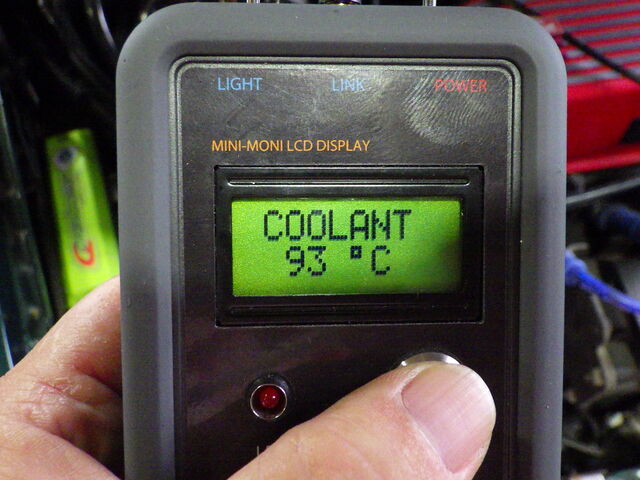 LIGHT LINK POWER
MINI-MONI LCD DISPLAY
COOLANT
93 °C